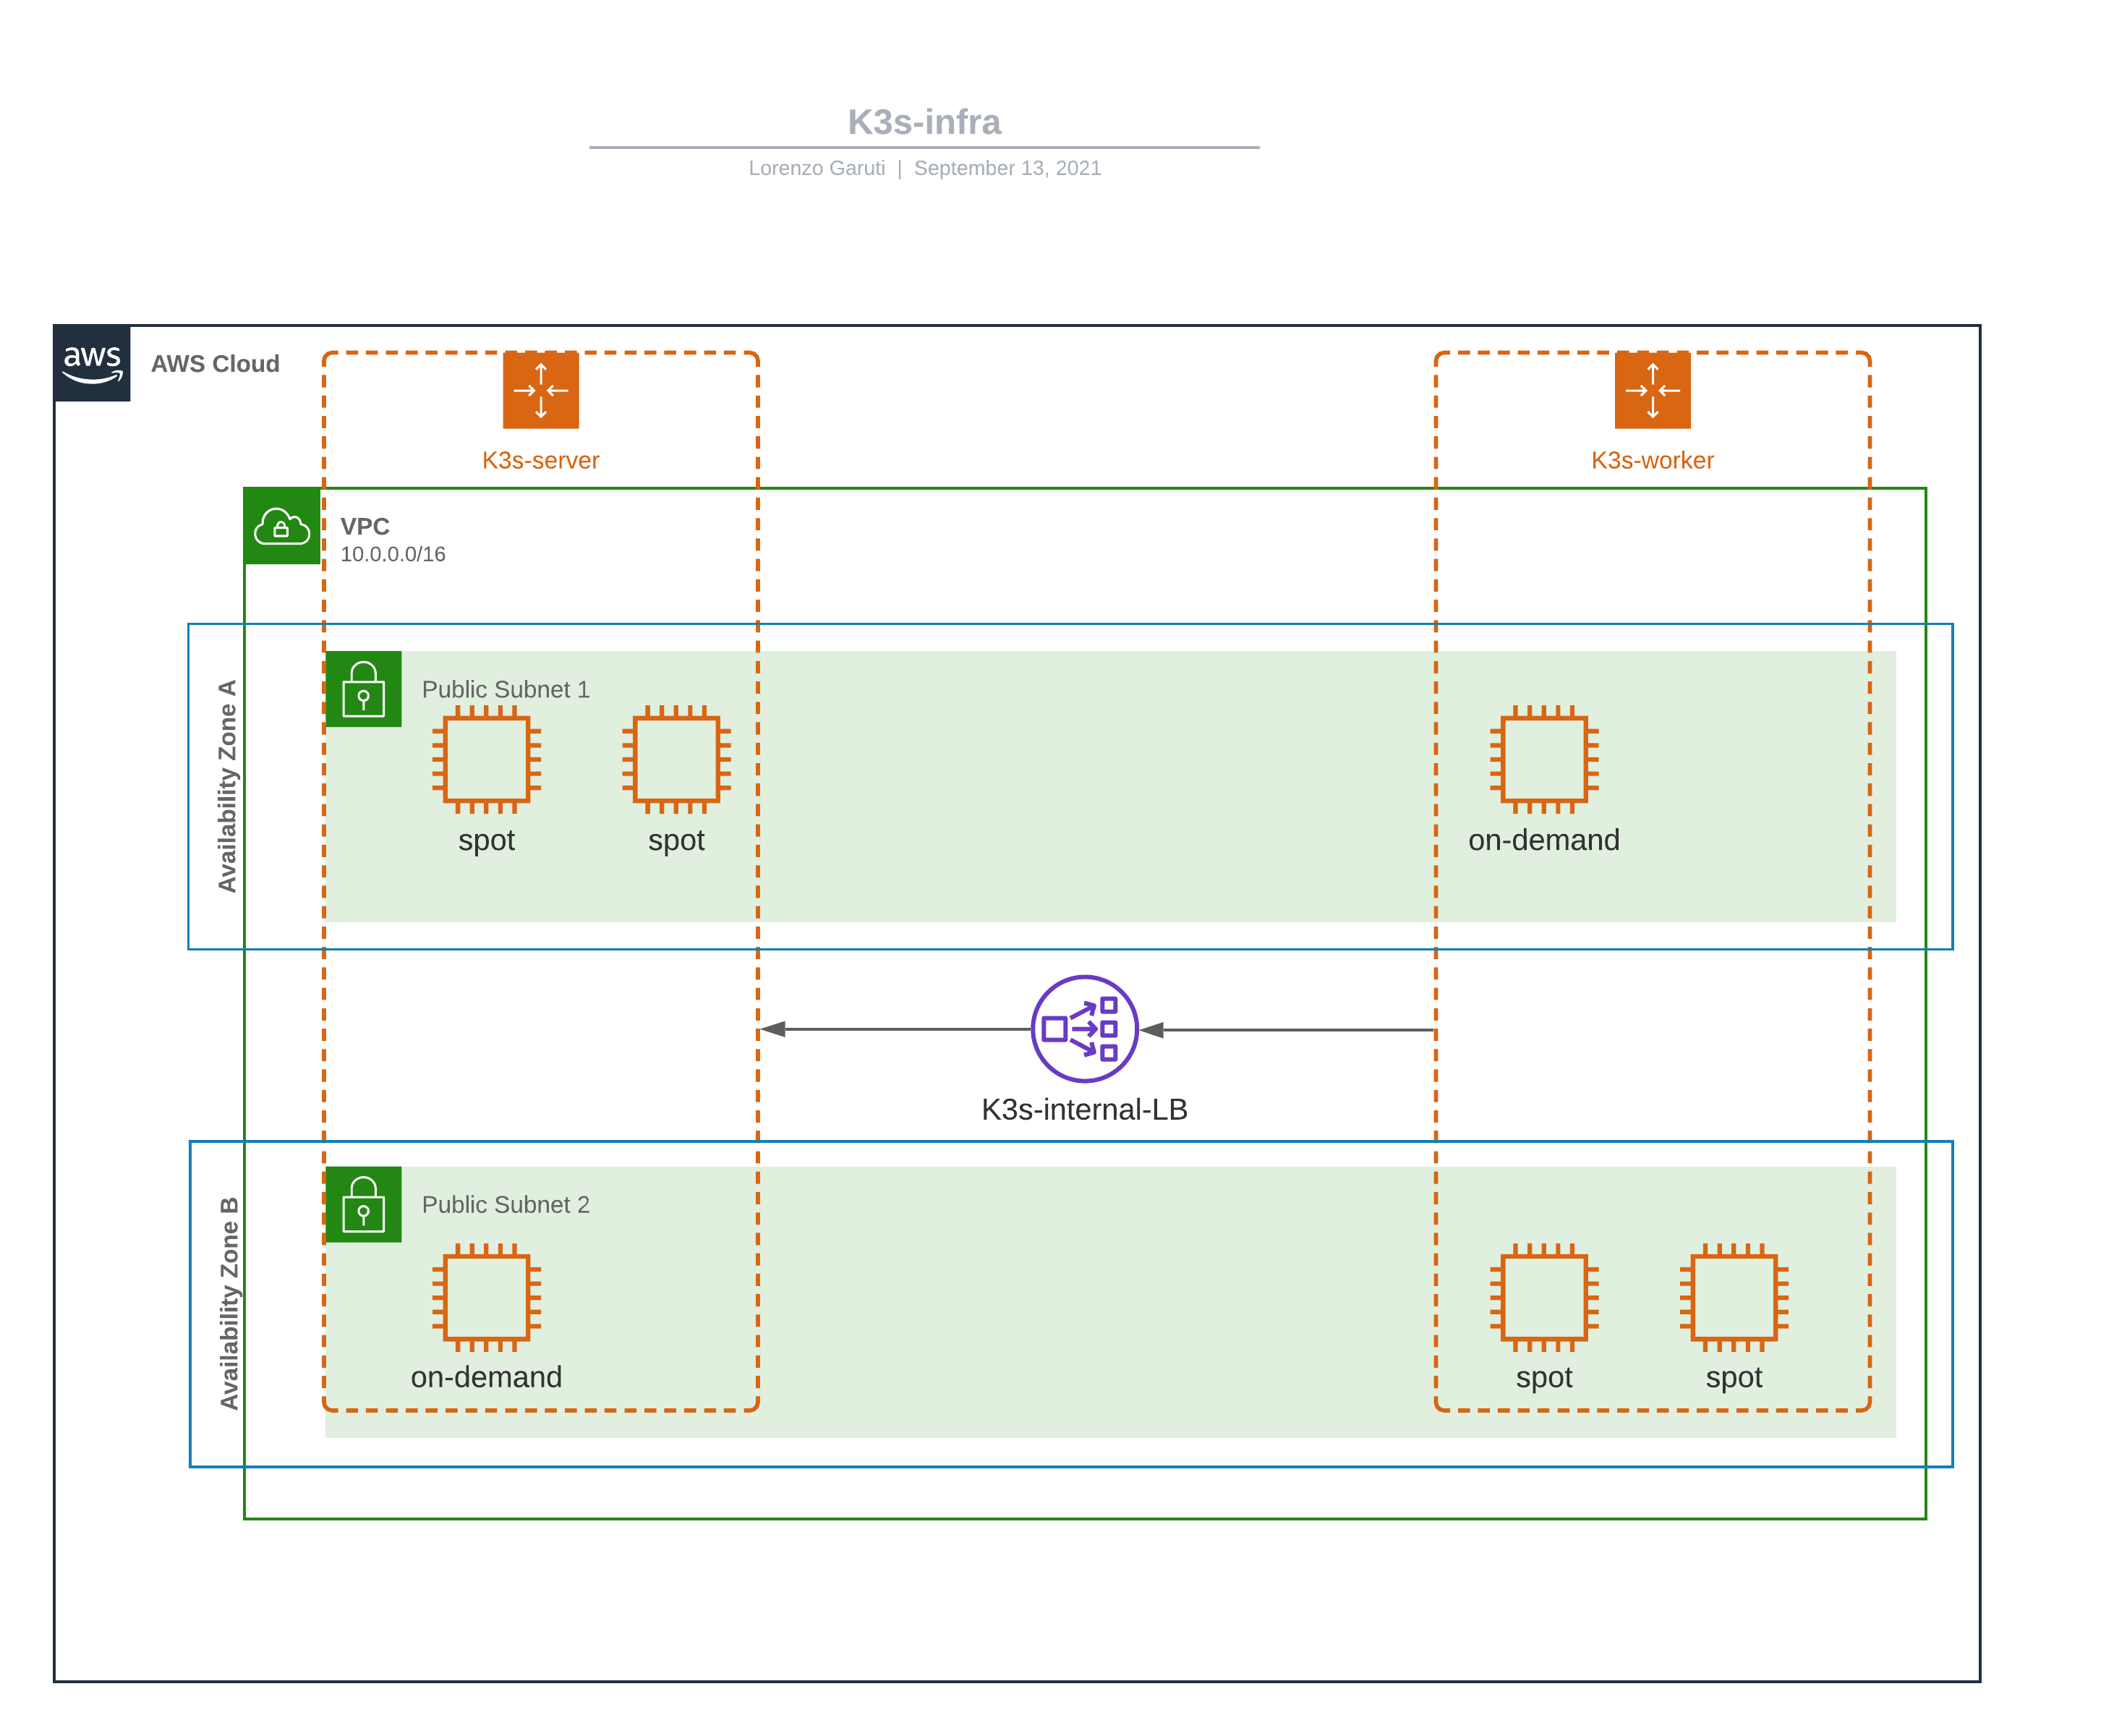 K3s-infra
Lorenzo Garuti | September 13, 2021
aws
AWS Cloud
K3s-server
K3s-worker
VPC
10.0.0.0/16
Availability Zone A
Public Subnet 1
spot
spot
on-demand
K3s-internal-LB
Availability Zone B
Public Subnet 2
on-demand
spot
spot